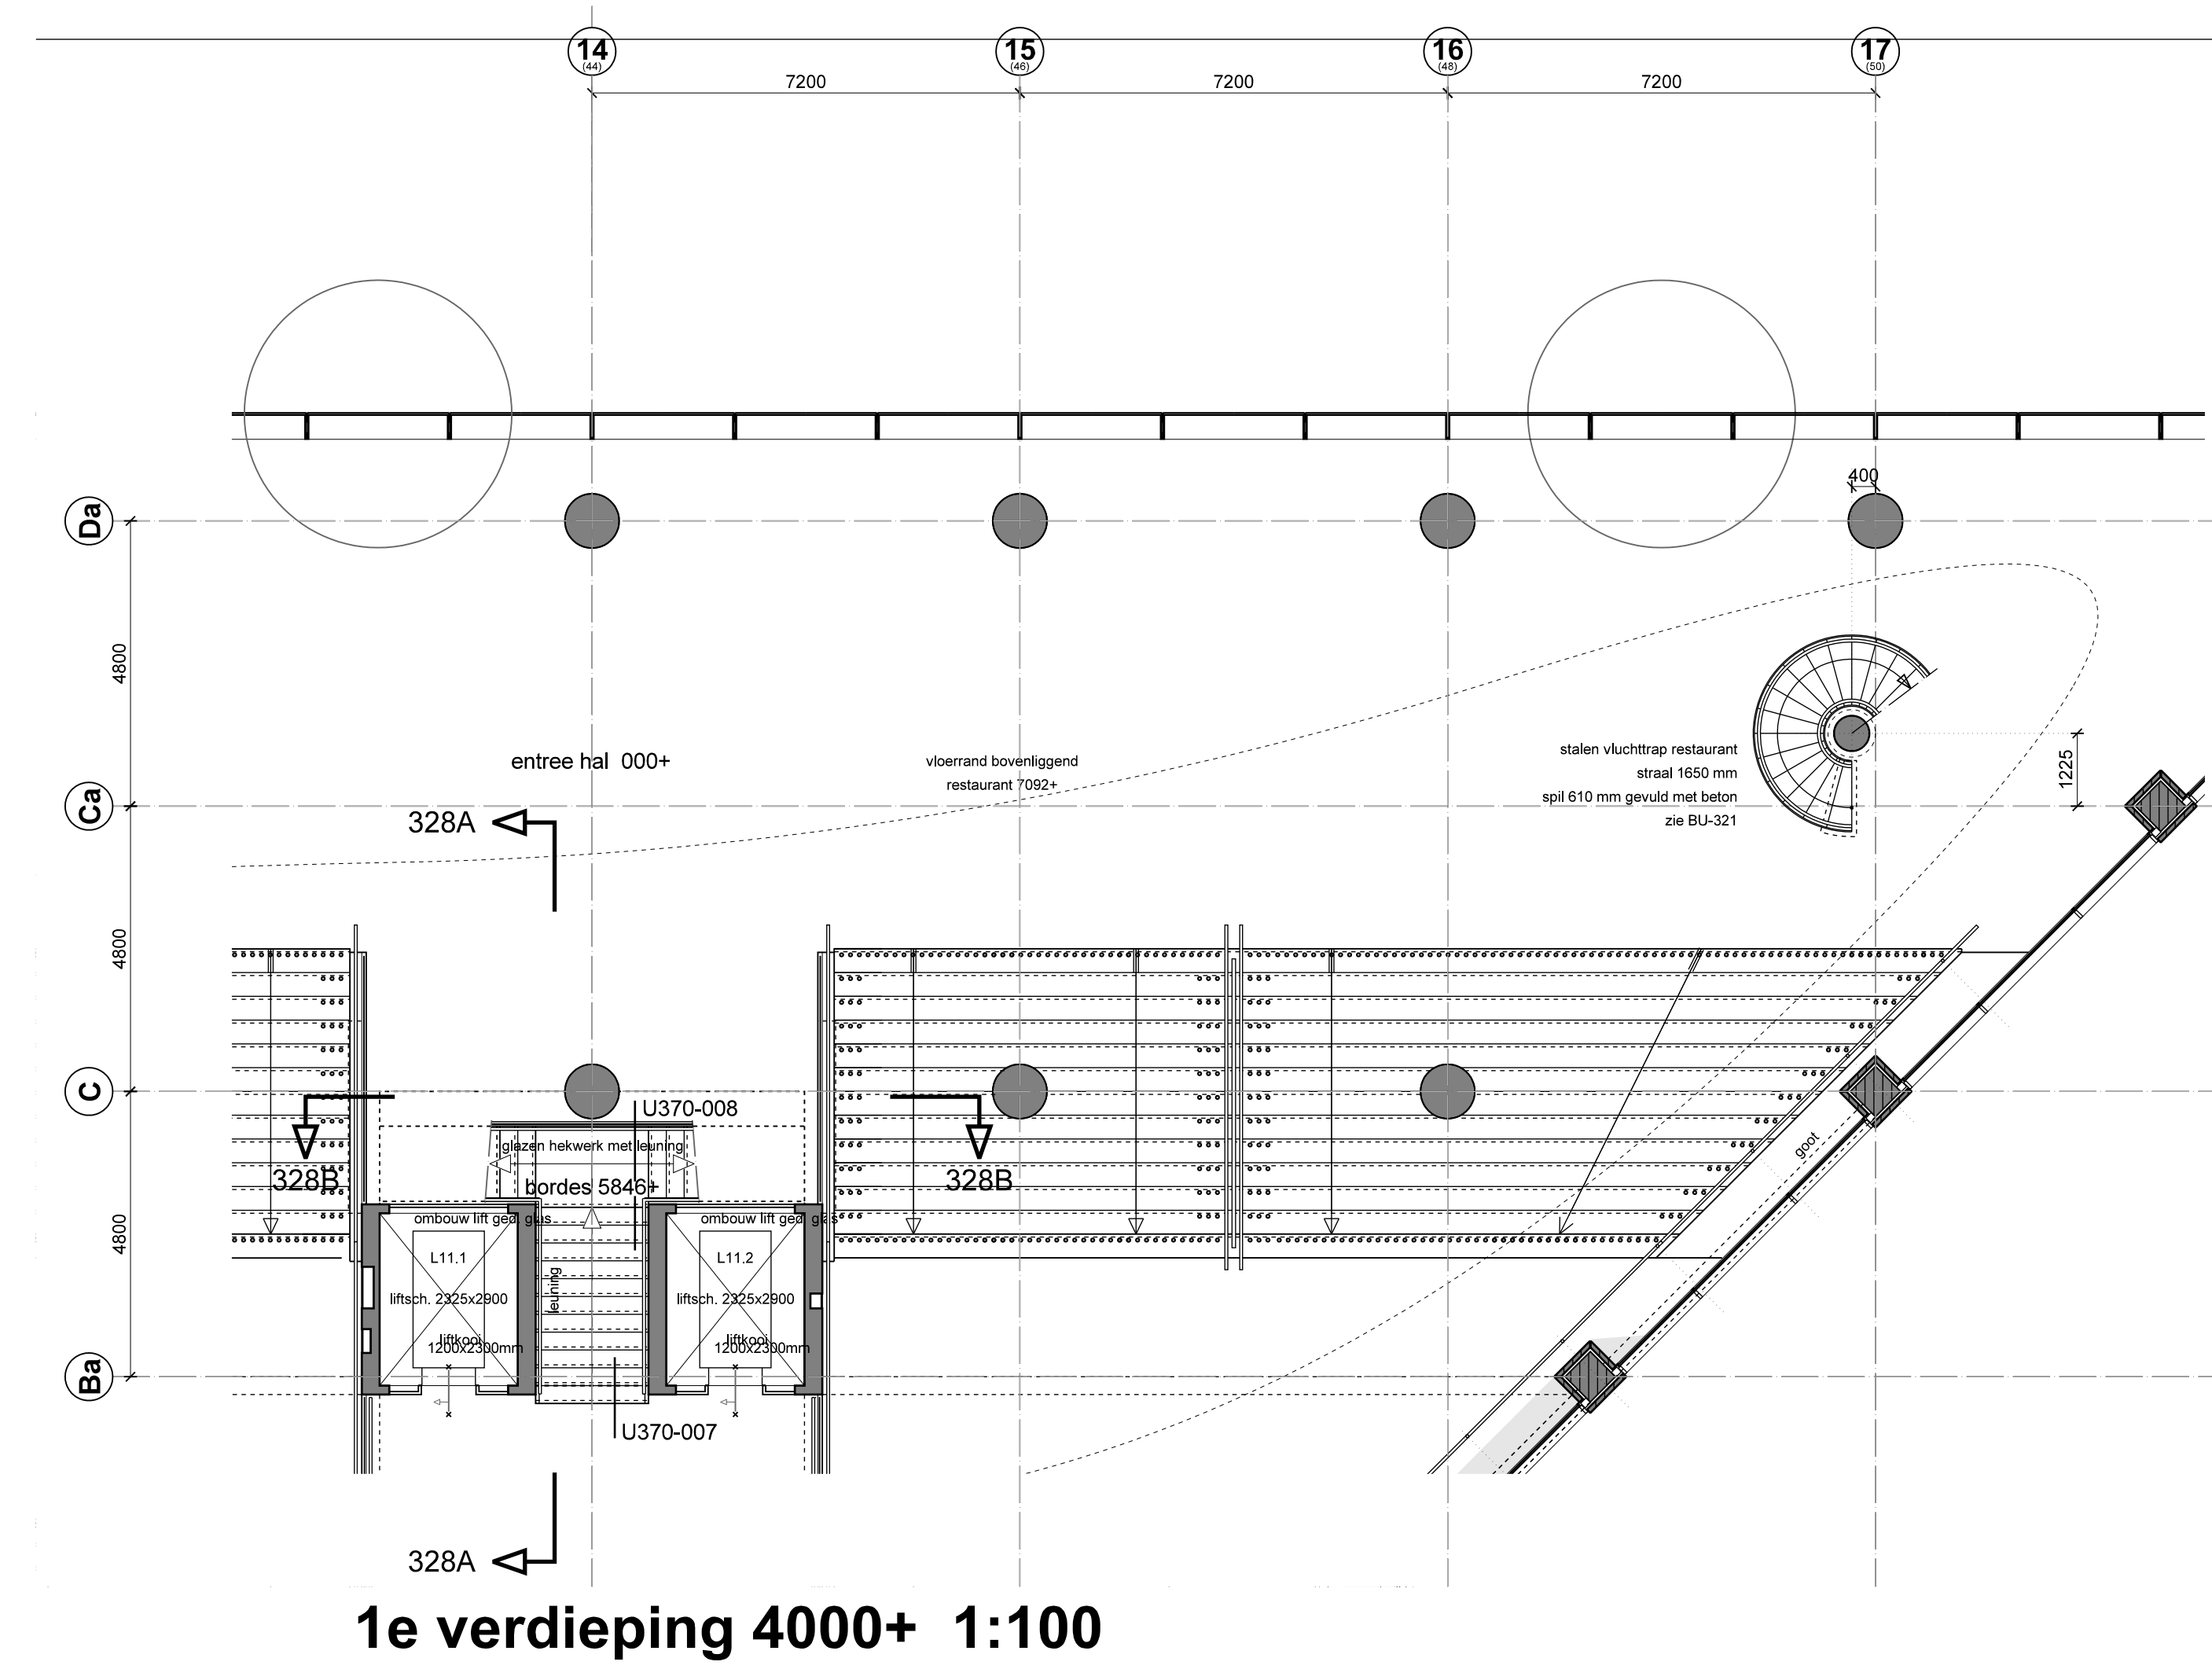 14
(44)
15
(46)
16
(48)
17
(50)
7200
7200
7200
400
Da
4800
entree hal 000+
vloerrand bovenliggend
restaurant 7092+
stalen vluchttrap restaurant
straal 1650 mm
spil 610 mm gevuld met beton
zie BU-321
1225
Ca
328A
4800
C
U370-008
glazen hekwerk met leuning
328B
bordes 5846+
328B
goot
ombouw lift geϕ. glas
ombouw lift geϕ. glas
4800
L11.1
L11.2
leuning
liftsch. 2325x2900
liftsch. 2325x2900
liftkooi
1200x2300mm
liftkooi
1200x2300mm
Ba
U370-007
328A
1e verdieping 4000+ 1:100